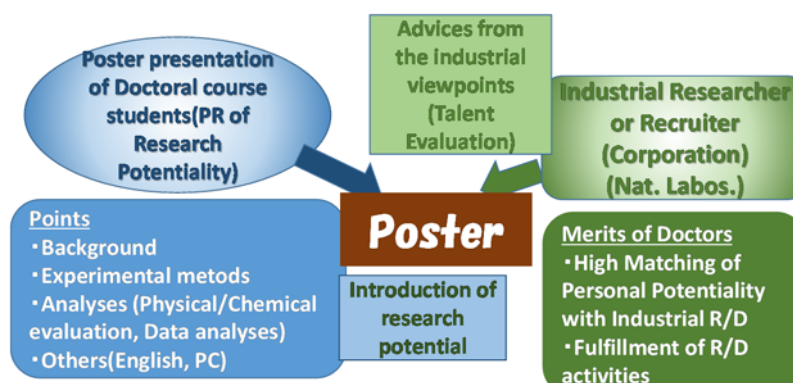 Poster presentation
of Doctoral course
students(PR of
Research
Potentiality)
Advices from
the industrial
viewpoints
(Talent
Evaluation)
Industrial Researcher
or Recruiter
(Corporation)
(Nat. Labos.)
Poster
Points
・Background
・Experimental metods
・Analyses (Physical/Chemical
evaluation, Data analyses)
・Others(English, PC)
Introduction of
research
potential
Merits of Doctors
・High Matching of
Personal Potentiality
with Industrial R/D
・Fulfillment of R/D
activities